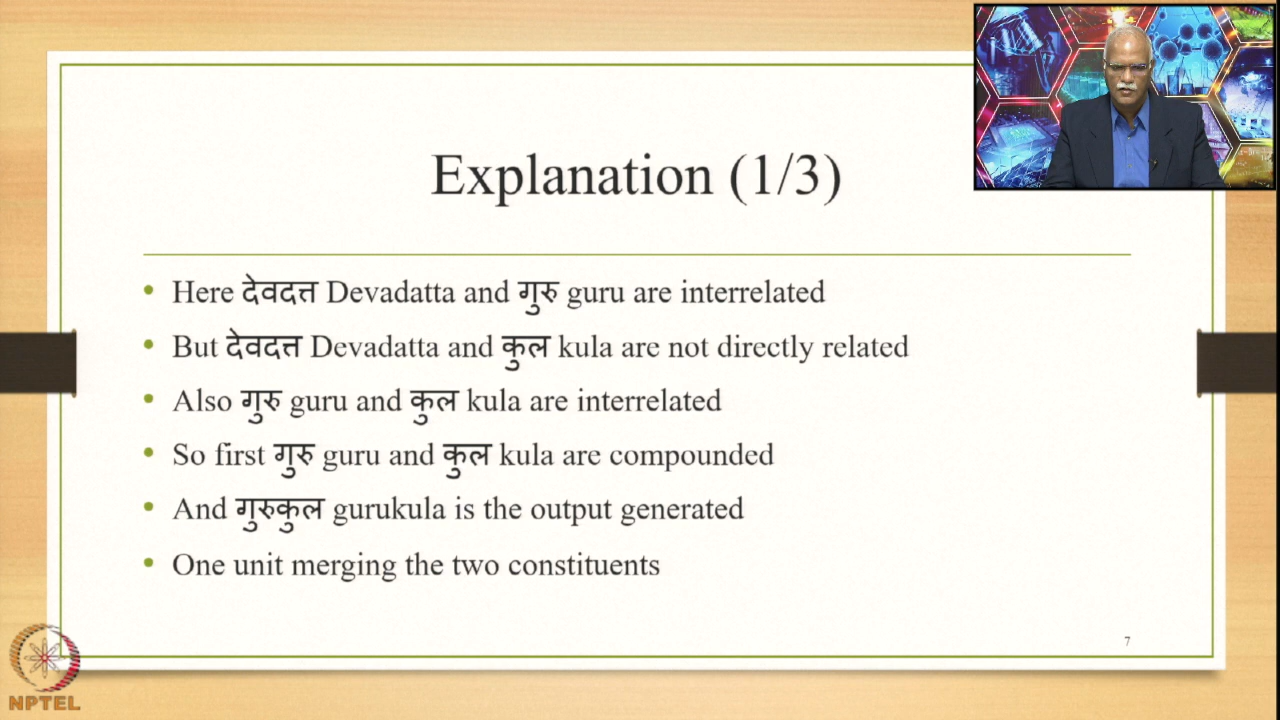 Explanation (1/3)
• Here देवदत्त Devadatta and गुरु guru are interrelated
• But देवदत्त Devadatta and कुल kula are not directly related
• Also गुरु guru and कुल kula are interrelated
• So first गुरु guru and कुल kula are compounded
• And गुरुकुल gurukula is the output generated
• One unit merging the two constituents
7
NPTEL